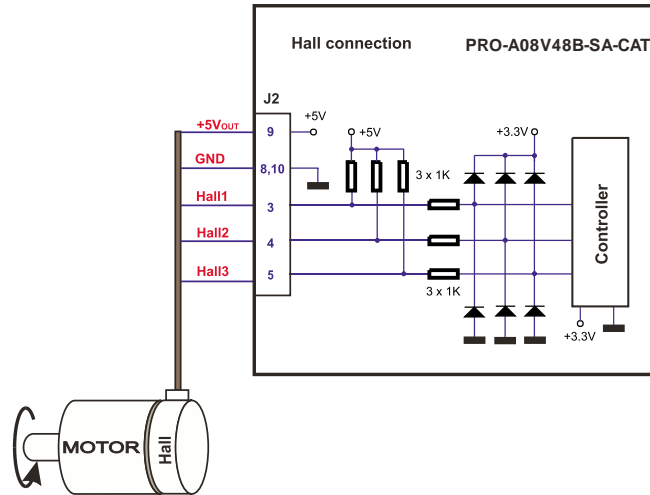 Hall connection
PRO-A08V48B-SA-CAT
J2
+5VOUT
9
+5V
+5V
+3.3V
GND
8,10
3 x 1K
Hall1
3
Hall2
4
Hall3
5
3 x 1K
Controller
+3.3V
MOTOR
Hall